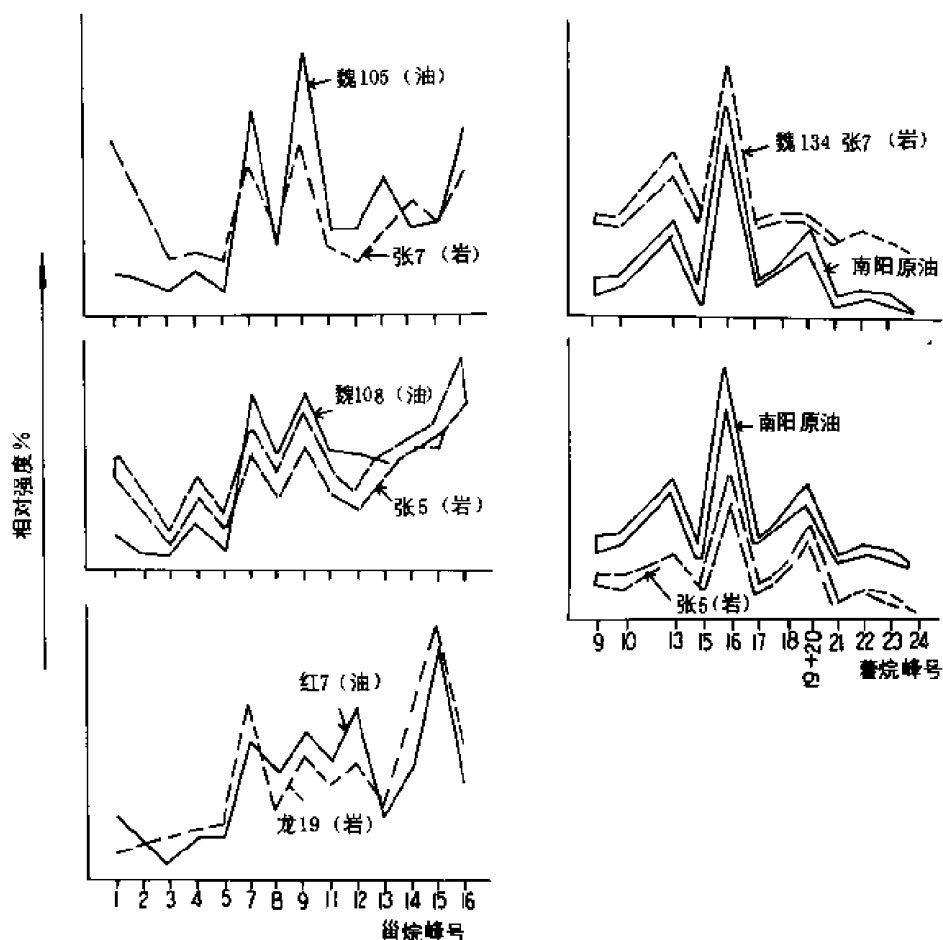 魏105（油）
张7（岩）
魏134 张7（岩）
南阳原油
魏108（油）
张5（岩）
南阳原油
张5（岩）
9 10 13 15 16 17 18 19+20 21 22 23 24
藿烷峰号
相对强度%
红7（油）
龙19（岩）
1 2 3 4 5 7 8 9 11 12 13 14 15 16
甾烷峰号